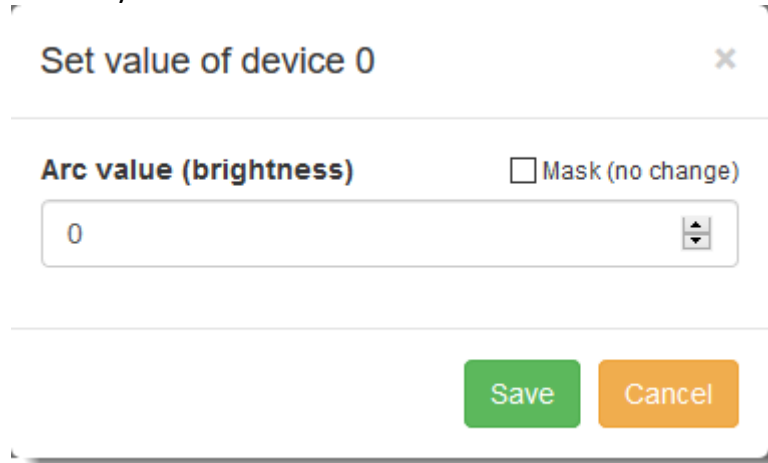 Set value of device 0
×
Arc value (brightness) Mask (no change)
0
Save Cancel